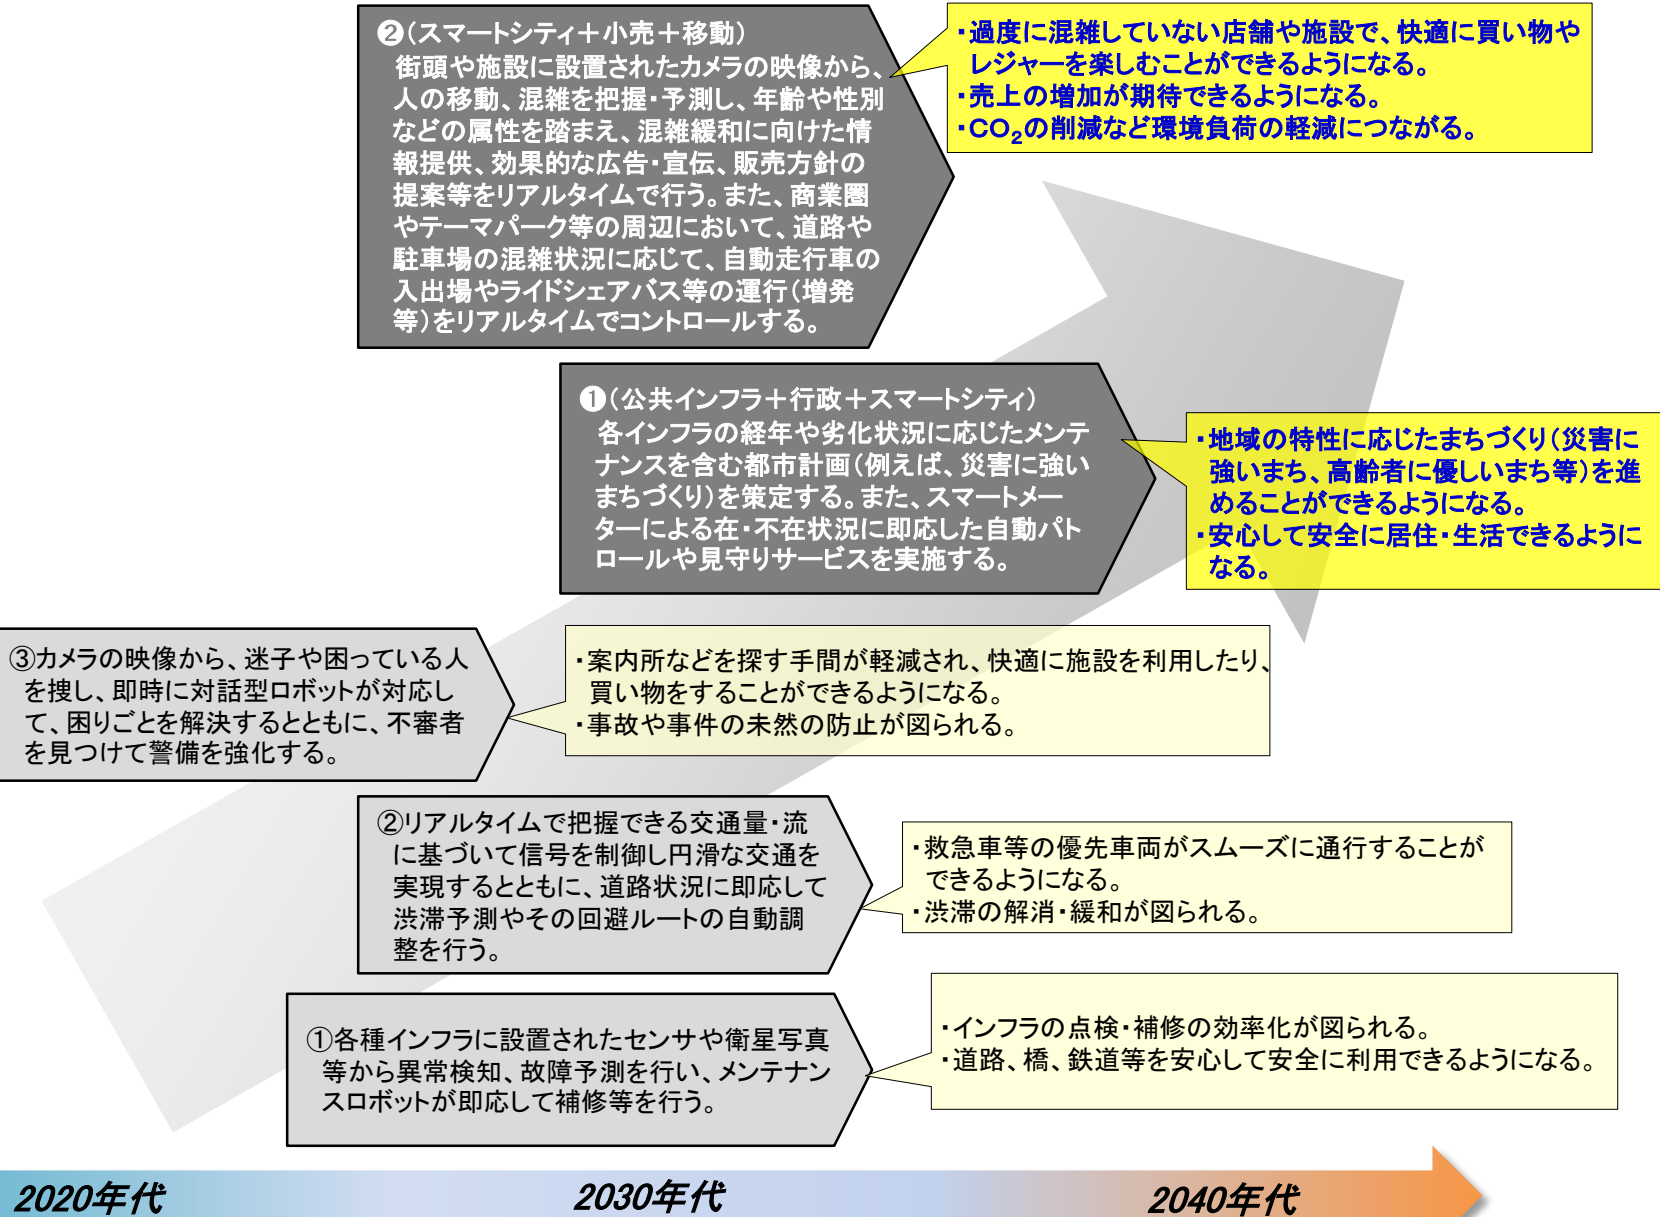 ❷(スマートシティ＋小売＋移動)
街頭や施設に設置されたカメラの映像から、
人の移動、混雑を把握・予測し、年齢や性別
などの属性を踏まえ、混雑緩和に向けた情
報提供、効果的な広告・宣伝、販売方針の
提案等をリアルタイムで行う。また、商業圏
やテーマパーク等の周辺において、道路や
駐車場の混雑状況に応じて、自動走行車の
入出場やライドシェアバス等の運行(増発
等)をリアルタイムでコントロールする。
・過度に混雑していない店舗や施設で、快適に買い物や
レジャーを楽しむことができるようになる。
・売上の増加が期待できるようになる。
・CO₂の削減など環境負荷の軽減につながる。
❶(公共インフラ＋行政＋スマートシティ)
各インフラの経年や劣化状況に応じたメンテ
ナンスを含む都市計画(例えば、災害に強い
まちづくり)を策定する。また、スマートメー
ターによる在・不在状況に即応した自動パト
ロールや見守りサービスを実施する。
・地域の特性に応じたまちづくり(災害に
強いまち、高齢者に優しいまち等)を進
めることができるようになる。
・安心して安全に居住・生活できるように
なる。
③カメラの映像から、迷子や困っている人
を捜し、即時に対話型ロボットが対応し
て、困りごとを解決するとともに、不審者
を見つけて警備を強化する。
・案内所などを探す手間が軽減され、快適に施設を利用したり、
買い物をすることができるようになる。
・事故や事件の未然の防止が図られる。
②リアルタイムで把握できる交通量・流
に基づいて信号を制御し円滑な交通を
実現するとともに、道路状況に即応して
渋滞予測やその回避ルートの自動調
整を行う。
・救急車等の優先車両がスムーズに通行することが
できるようになる。
・渋滞の解消・緩和が図られる。
①各種インフラに設置されたセンサや衛星写真
等から異常検知、故障予測を行い、メンテナン
スロボットが即応して補修等を行う。
・インフラの点検・補修の効率化が図られる。
・道路、橋、鉄道等を安心して安全に利用できるようになる。
2020年代
2030年代
2040年代